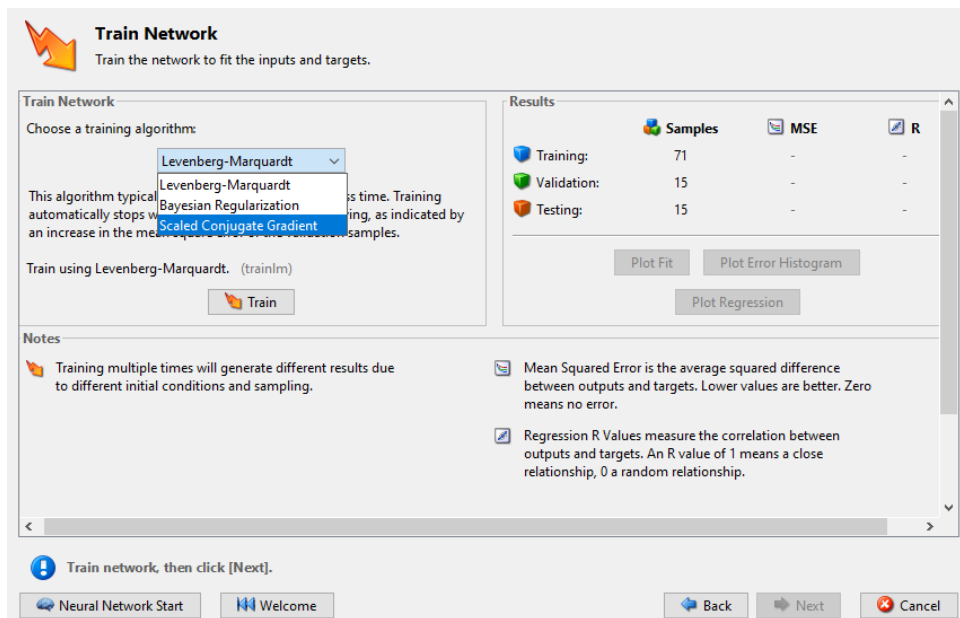 Train Network
Train the network to fit the inputs and targets.
Train Network
Choose a training algorithm:
Levenberg-Marquardt
Levenberg-Marquardt
Bayesian Regularization
Scaled Conjugate Gradient
This algorithm typical ss time. Training
automatically stops w ing, as indicated by
an increase in the mean square error of the validation samples.
Train using Levenberg-Marquardt. (trainlm)
Train
Results
Samples MSE R
Training: 71 - -
Validation: 15 - -
Testing: 15 - -
Plot Fit Plot Error Histogram
Plot Regression
Notes
Training multiple times will generate different results due
to different initial conditions and sampling.
Mean Squared Error is the average squared difference
between outputs and targets. Lower values are better. Zero
means no error.
Regression R Values measure the correlation between
outputs and targets. An R value of 1 means a close
relationship, 0 a random relationship.
Train network, then click [Next].
Neural Network Start Welcome Back Next Cancel